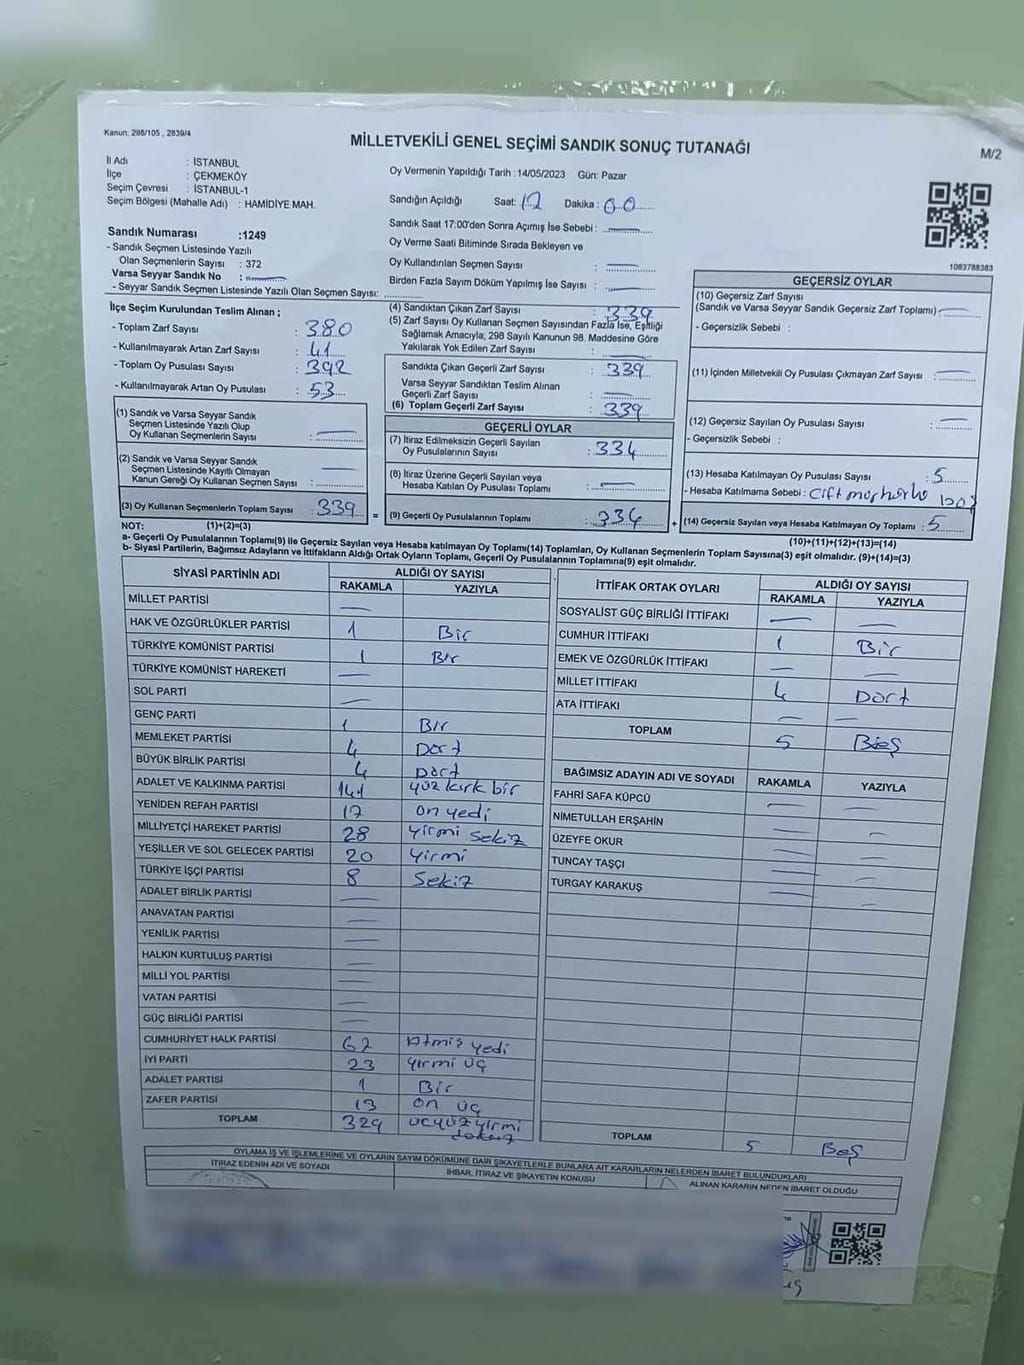 Kanun: 298/105 , 2839/4
MİLLETVEKİLİ GENEL SEÇİMİ SANDIK SONUÇ TUTANAĞI
M/2
İl Adı : İSTANBUL
İlçe : ÇEKMEKÖY
Seçim Çevresi : İSTANBUL-1
Seçim Bölgesi (Mahalle Adı) : HAMİDİYE MAH.
Oy Vermenin Yapıldığı Tarih : 14/05/2023 Gün: Pazar
Sandığın Açıldığı Saat: 17 Dakika : 00
Sandık Saat 17:00'den Sonra Açımış İse Sebebi : —
Oy Verme Saati Bitiminde Sırada Bekleyen ve
Oy Kullandırılan Seçmen Sayısı : —
Birden Fazla Sayım Döküm Yapılmış İse Sayısı : —
Sandık Numarası :1249
- Sandık Seçmen Listesinde Yazılı
Olan Seçmenlerin Sayısı : 372
Varsa Seyyar Sandık No : —
- Seyyar Sandık Seçmen Listesinde Yazılı Olan Seçmen Sayısı:
1083788363
İlçe Seçim Kurulundan Teslim Alınan ;
- Toplam Zarf Sayısı : 380
- Kullanılmayarak Artan Zarf Sayısı : 41
- Toplam Oy Pusulası Sayısı : 392
- Kullanılmayarak Artan Oy Pusulası : 53
(1) Sandık ve Varsa Seyyar Sandık
Seçmen Listesinde Yazılı Olup
Oy Kullanan Seçmenlerin Sayısı : —
(2) Sandık ve Varsa Seyyar Sandık
Seçmen Listesinde Kayıtlı Olmayan
Kanun Gereği Oy Kullanan Seçmen Sayısı : —
(3) Oy Kullanan Seçmenlerin Toplam Sayısı : 339
(4) Sandıktan Çıkan Zarf Sayısı : 339
(5) Zarf Sayısı Oy Kullanan Seçmen Sayısından Fazla İse, Eşitliği
Sağlamak Amacıyla; 298 Sayılı Kanunun 98. Maddesine Göre
Yakılarak Yok Edilen Zarf Sayısı : —
Sandıkta Çıkan Geçerli Zarf Sayısı : 339
Varsa Seyyar Sandıktan Teslim Alınan
Geçerli Zarf Sayısı : —
(6) Toplam Geçerli Zarf Sayısı : 339
GEÇERLİ OYLAR
(7) İtiraz Edilmeksizin Geçerli Sayılan
Oy Pusulalarının Sayısı : 334
(8) İtiraz Üzerine Geçerli Sayılan veya
Hesaba Katılan Oy Pusulası Toplamı : —
= (9) Geçerli Oy Pusulalarının Toplamı : 334 +
GEÇERSİZ OYLAR
(10) Geçersiz Zarf Sayısı
(Sandık ve Varsa Seyyar Sandık Geçersiz Zarf Toplamı) : —
- Geçersizlik Sebebi :
(11) İçinden Milletvekili Oy Pusulası Çıkmayan Zarf Sayısı : —
(12) Geçersiz Sayılan Oy Pusulası Sayısı : —
- Geçersizlik Sebebi :
(13) Hesaba Katılmayan Oy Pusulası Sayısı : 5
- Hesaba Katılmama Sebebi : Çift
(14) Geçersiz Sayılan veya Hesaba Katılmayan Oy Toplamı : 5
NOT: (1)+(2)=(3)
(10)+(11)+(12)+(13)=(14)
a- Geçerli Oy Pusulalarının Toplamı(9) ile Geçersiz Sayılan veya Hesaba katılmayan Oy Toplamı(14) Toplamları, Oy Kullanan Seçmenlerin Toplam Sayısına(3) eşit olmalıdır. (9)+(14)=(3)
b- Siyasi Partilerin, Bağımsız Adayların ve İttifakların Aldığı Ortak Oyların Toplamı, Geçerli Oy Pusulalarının Toplamına(9) eşit olmalıdır.
SİYASİ PARTİNİN ADI ALDIĞI OY SAYISI
RAKAMLA YAZIYLA
MİLLET PARTİSİ —
HAK VE ÖZGÜRLÜKLER PARTİSİ 1 Bir
TÜRKİYE KOMÜNİST PARTİSİ 1 Bir
TÜRKİYE KOMÜNİST HAREKETİ —
SOL PARTİ —
GENÇ PARTİ 1 Bir
MEMLEKET PARTİSİ 4 Dört
BÜYÜK BİRLİK PARTİSİ 4 Dört
ADALET VE KALKINMA PARTİSİ 141 yüz kırk bir
YENİDEN REFAH PARTİSİ 17 on yedi
MİLLİYETÇİ HAREKET PARTİSİ 28 yirmi sekiz
YEŞİLLER VE SOL GELECEK PARTİSİ 20 yirmi
TÜRKİYE İŞÇİ PARTİSİ 8 Sekiz
ADALET BİRLİK PARTİSİ —
ANAVATAN PARTİSİ —
YENİLİK PARTİSİ —
HALKIN KURTULUŞ PARTİSİ —
MİLLİ YOL PARTİSİ —
VATAN PARTİSİ —
GÜÇ BİRLİĞİ PARTİSİ —
CUMHURİYET HALK PARTİSİ 67 Atmış yedi
İYİ PARTİ 23 yirmi üç
ADALET PARTİSİ 1 Bir
ZAFER PARTİSİ 13 on üç
TOPLAM 329 üçyüz yirmi
dokuz
İTTİFAK ORTAK OYLARI ALDIĞI OY SAYISI
RAKAMLA YAZIYLA
SOSYALİST GÜÇ BİRLİĞİ İTTİFAKI — —
CUMHUR İTTİFAKI 1 Bir
EMEK VE ÖZGÜRLÜK İTTİFAKI — —
MİLLET İTTİFAKI 4 Dört
ATA İTTİFAKI — —
TOPLAM 5 Beş
BAĞIMSIZ ADAYIN ADI VE SOYADI RAKAMLA YAZIYLA
FAHRİ SAFA KÜPCÜ — —
NİMETULLAH ERŞAHİN — —
ÜZEYFE OKUR — —
TUNCAY TAŞÇI — —
TURGAY KARAKUŞ — —
TOPLAM 5 Beş
OYLAMA İŞ VE İŞLEMLERİNE VE OYLARIN SAYIM DÖKÜMÜNE DAİR ŞİKAYETLERLE BUNLARA AİT KARARLARIN NELERDEN İBARET BULUNDUKLARI
İTİRAZ EDENİN ADI VE SOYADI İHBAR, İTİRAZ VE ŞİKAYETİN KONUSU ALINAN KARARIN NEDEN İBARET OLDUĞU